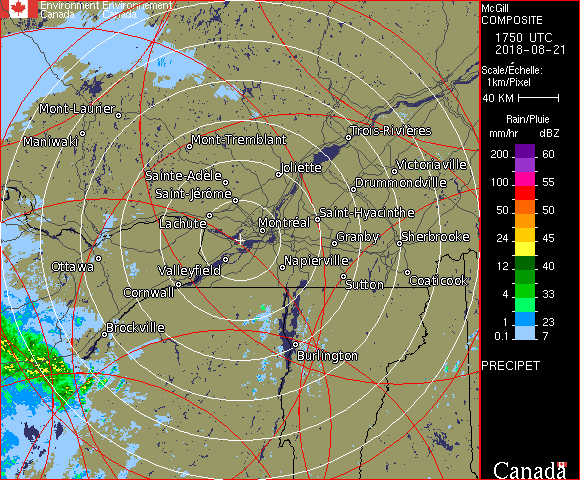 Environment Environnement
Canada Canada
Mont-Laurier
Maniwaki
Mont-Tremblant
Trois-Rivières
Sainte-Adèle
Joliette
Victoriaville
Saint-Jérôme
Drummondville
Lachute
Montréal
Saint-Hyacinthe
Granby
Sherbrooke
Ottawa
Valleyfield
Napierville
Cornwall
Sutton
Coaticook
Brockville
Burlington
McGill
COMPOSITE
1750 UTC
2018-08-21
Scale/Échelle:
1km/Pixel
40 KM
Rain/Pluie
mm/hr dBZ
200 60
100 55
50 50
24 45
12 40
4 33
1 23
0.1 7
PRECIPET
Canada